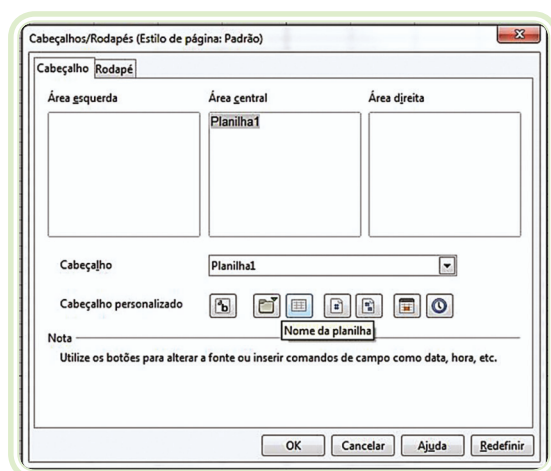 Cabeçalhos/Rodapés (Estilo de página: Padrão)
Cabeçalho Rodapé
Área esquerda Área central Área direita
Planilha1
Cabeçalho Planilha1
Cabeçalho personalizado
Nome da planilha
Nota
Utilize os botões para alterar a fonte ou inserir comandos de campo como data, hora, etc.
OK Cancelar Ajuda Redefinir